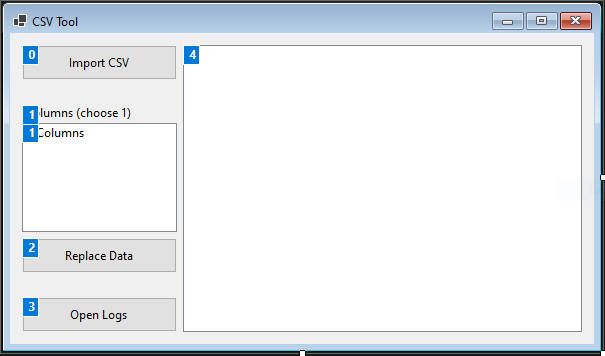 CSV Tool
0
Import CSV
4
1
lumns (choose 1)
1
Columns
2
Replace Data
3
Open Logs